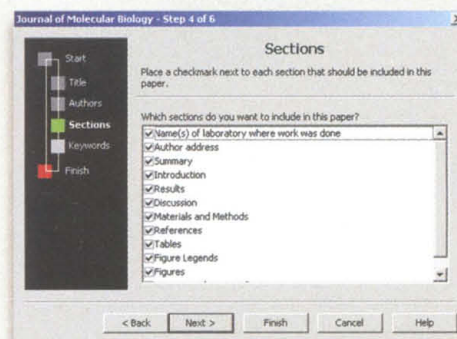 Journal of Molecular Biology - Step 4 of 6
Start
Title
Authors
Sections
Keywords
Finish
Sections
Place a checkmark next to each section that should be included in this
paper.
Which sections do you want to include in this paper?
Name(s) of laboratory where work was done
Author address
Summary
Introduction
Results
Discussion
Materials and Methods
References
Tables
Figure Legends
Figures
< Back
Next >
Finish
Cancel
Help